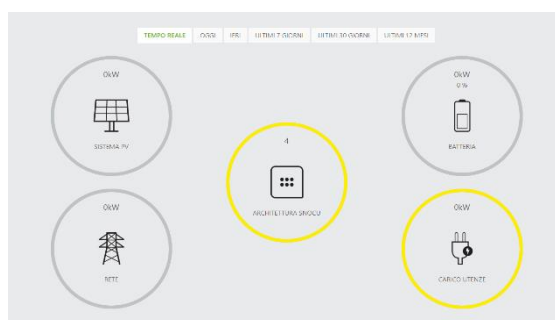 TEMPO REALE OGGI IERI ULTIMI 7 GIORNI ULTIMI 30 GIORNI ULTIMI 12 MESI
0kW
SISTEMA PV
0kW
0 %
BATTERIA
4
ARCHITETTURA
0kW
RETE
0kW
CARICO UTENZE